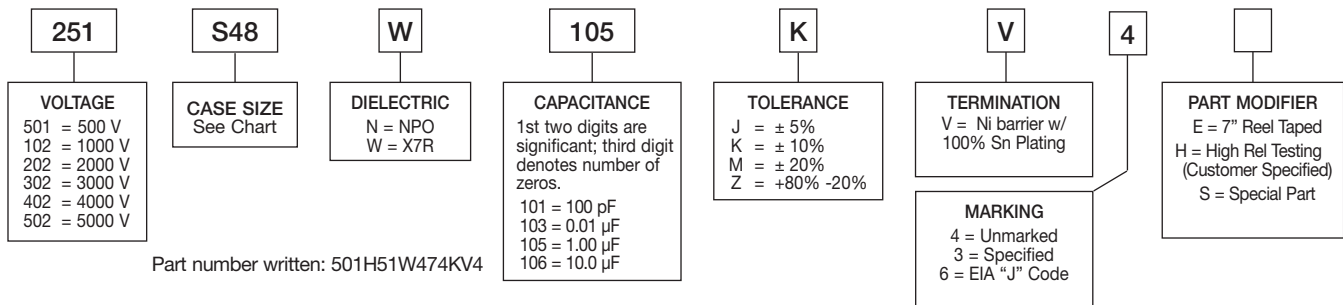 251
S48
W
105
K
V
4
VOLTAGE
501 = 500 V
102 = 1000 V
202 = 2000 V
302 = 3000 V
402 = 4000 V
502 = 5000 V
CASE SIZE
See Chart
DIELECTRIC
N = NPO
W = X7R
CAPACITANCE
1st two digits are
significant; third digit
denotes number of
zeros.
101 = 100 pF
103 = 0.01 µF
105 = 1.00 µF
106 = 10.0 µF
TOLERANCE
J = ± 5%
K = ± 10%
M = ± 20%
Z = +80% -20%
TERMINATION
V = Ni barrier w/
100% Sn Plating
MARKING
4 = Unmarked
3 = Specified
6 = EIA “J” Code
PART MODIFIER
E = 7” Reel Taped
H = High Rel Testing
(Customer Specified)
S = Special Part
Part number written: 501H51W474KV4